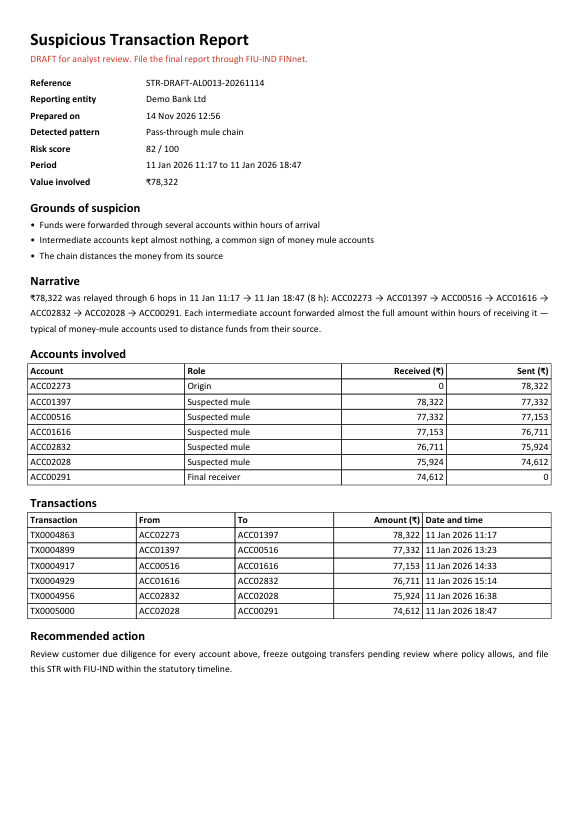 Suspicious Transaction Report
DRAFT for analyst review. File the final report through FIU-IND FINnet.
Reference STR-DRAFT-AL0013-20261114
Reporting entity Demo Bank Ltd
Prepared on 14 Nov 2026 12:56
Detected pattern Pass-through mule chain
Risk score 82 / 100
Period 11 Jan 2026 11:17 to 11 Jan 2026 18:47
Value involved ₹78,322
Grounds of suspicion
• Funds were forwarded through several accounts within hours of arrival
• Intermediate accounts kept almost nothing, a common sign of money mule accounts
• The chain distances the money from its source
Narrative
₹78,322 was relayed through 6 hops in 11 Jan 11:17 → 11 Jan 18:47 (8 h): ACC02273 → ACC01397 → ACC00516 → ACC01616 →
ACC02832 → ACC02028 → ACC00291. Each intermediate account forwarded almost the full amount within hours of receiving it —
typical of money-mule accounts used to distance funds from their source.
Accounts involved
Account Role Received (₹) Sent (₹)
ACC02273 Origin 0 78,322
ACC01397 Suspected mule 78,322 77,332
ACC00516 Suspected mule 77,332 77,153
ACC01616 Suspected mule 77,153 76,711
ACC02832 Suspected mule 76,711 75,924
ACC02028 Suspected mule 75,924 74,612
ACC00291 Final receiver 74,612 0
Transactions
Transaction From To Amount (₹) Date and time
TX0004863 ACC02273 ACC01397 78,322 11 Jan 2026 11:17
TX0004899 ACC01397 ACC00516 77,332 11 Jan 2026 13:23
TX0004917 ACC00516 ACC01616 77,153 11 Jan 2026 14:33
TX0004929 ACC01616 ACC02832 76,711 11 Jan 2026 15:14
TX0004956 ACC02832 ACC02028 75,924 11 Jan 2026 16:38
TX0005000 ACC02028 ACC00291 74,612 11 Jan 2026 18:47
Recommended action
Review customer due diligence for every account above, freeze outgoing transfers pending review where policy allows, and file
this STR with FIU-IND within the statutory timeline.